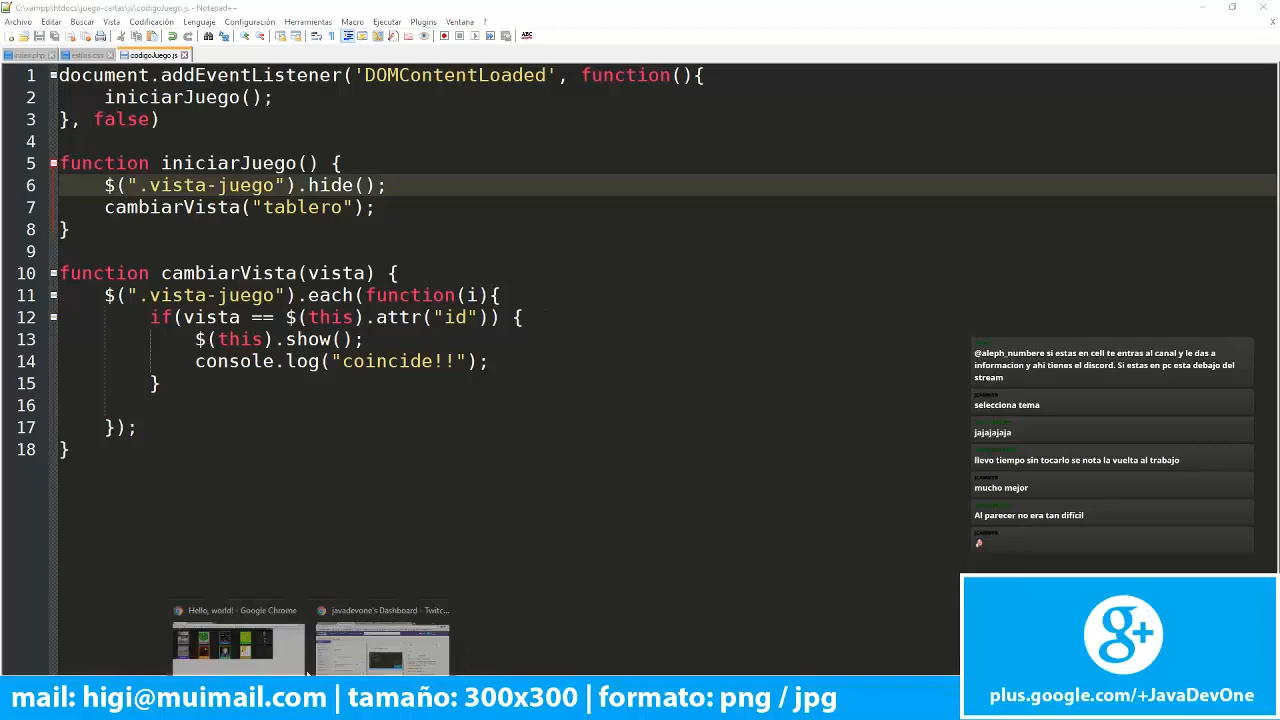 C:\xampp\htdocs\juego-cartas\js\codigoJuego.js - Notepad++
Archivo Editar Buscar Vista Codificación Lenguaje Configuración Herramientas Macro Ejecutar Plugins Ventana ?
index.php estilos.css codigoJuego.js
1 document.addEventListener('DOMContentLoaded', function(){
2 iniciarJuego();
3 }, false)
4
5 function iniciarJuego() {
6 $(".vista-juego").hide();
7 cambiarVista("tablero");
8 }
9
10 function cambiarVista(vista) {
11 $(".vista-juego").each(function(i){
12 if(vista == $(this).attr("id")) {
13 $(this).show();
14 console.log("coincide!!");
15 }
16
17 });
18 }
@aleph_numbere si estas en cell te entras al canal y le das a
informacion y ahi tienes el discord. Si estas en pc esta debajo del
stream
selecciona tema
jajajajaja
llevo tiempo sin tocarlo se nota la vuelta al trabajo
mucho mejor
Al parecer no era tan difícil
Hello, world! - Google Chrome
javadevone's Dashboard - Twitc...
g+
mail: higi@muimail.com | tamaño: 300x300 | formato: png / jpg
plus.google.com/+JavaDevOne